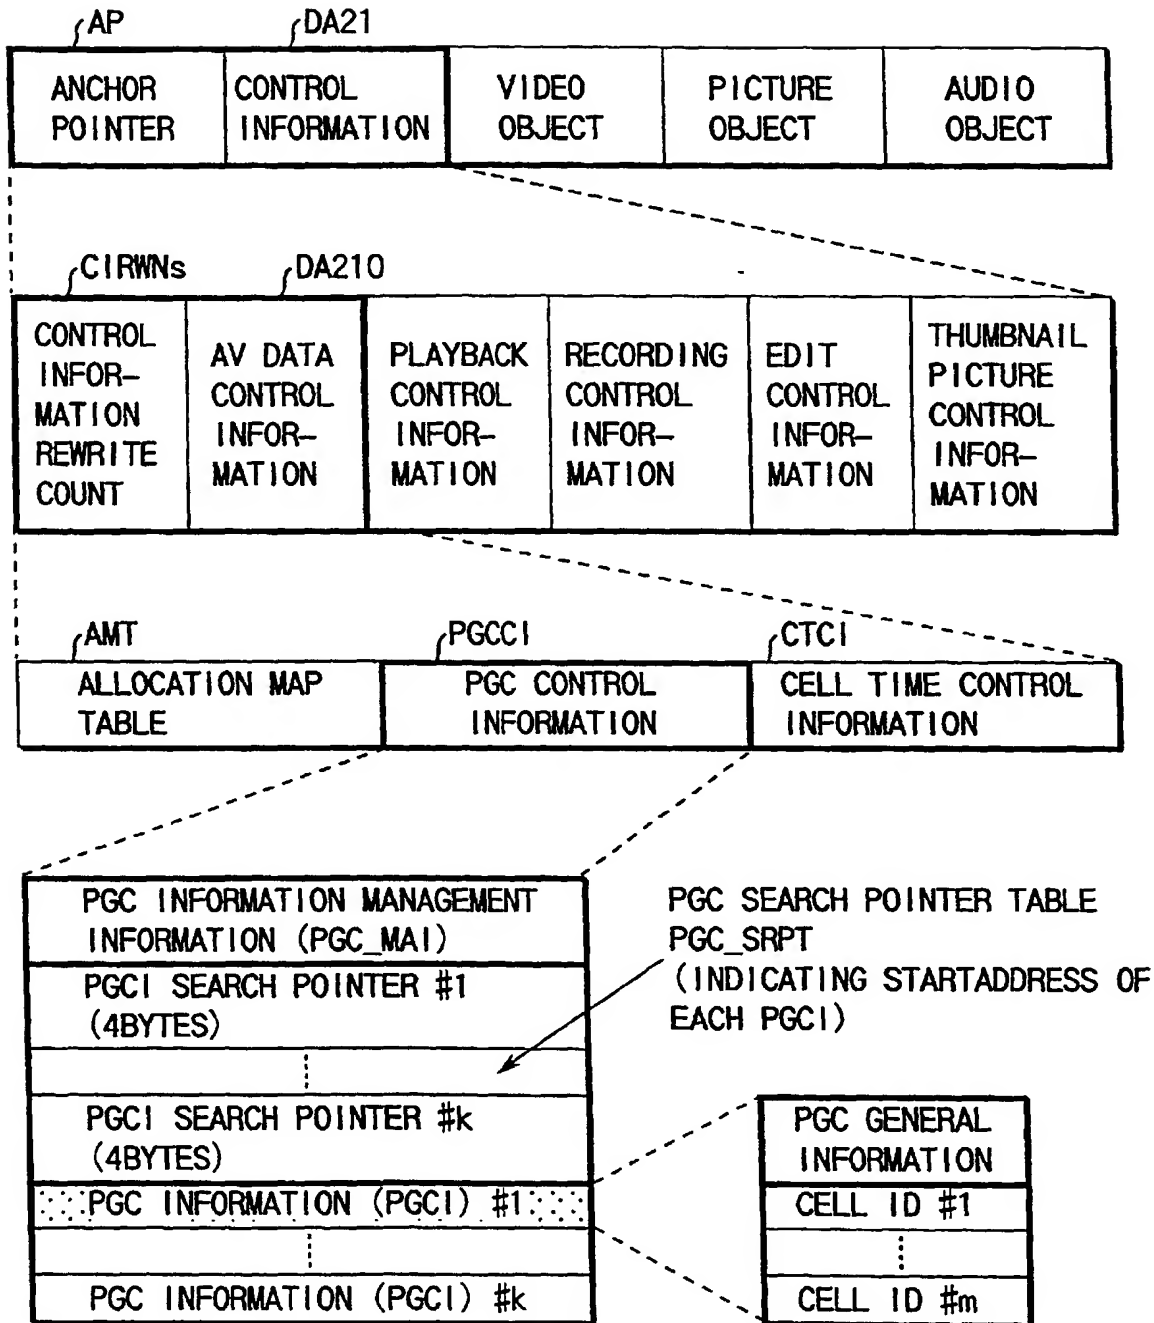 AP
DA21
ANCHOR
POINTER
CONTROL
INFORMATION
VIDEO
OBJECT
PICTURE
OBJECT
AUDIO
OBJECT
CIRWNs
DA210
CONTROL
INFOR-
MATION
REWRITE
COUNT
AV DATA
CONTROL
INFOR-
MATION
PLAYBACK
CONTROL
INFOR-
MATION
RECORDING
CONTROL
INFOR-
MATION
EDIT
CONTROL
INFOR-
MATION
THUMBNAIL
PICTURE
CONTROL
INFOR-
MATION
AMT
PGCCI
CTCI
ALLOCATION MAP
TABLE
PGC CONTROL
INFORMATION
CELL TIME CONTROL
INFORMATION
PGC INFORMATION MANAGEMENT
INFORMATION (PGC_MAI)
PGCI SEARCH POINTER #1
(4BYTES)
PGCI SEARCH POINTER #k
(4BYTES)
PGC INFORMATION (PGCI) #1
PGC INFORMATION (PGCI) #k
PGC SEARCH POINTER TABLE
PGC_SRPT
(INDICATING STARTADDRESS OF
EACH PGCI)
PGC GENERAL
INFORMATION
CELL ID #1
CELL ID #m